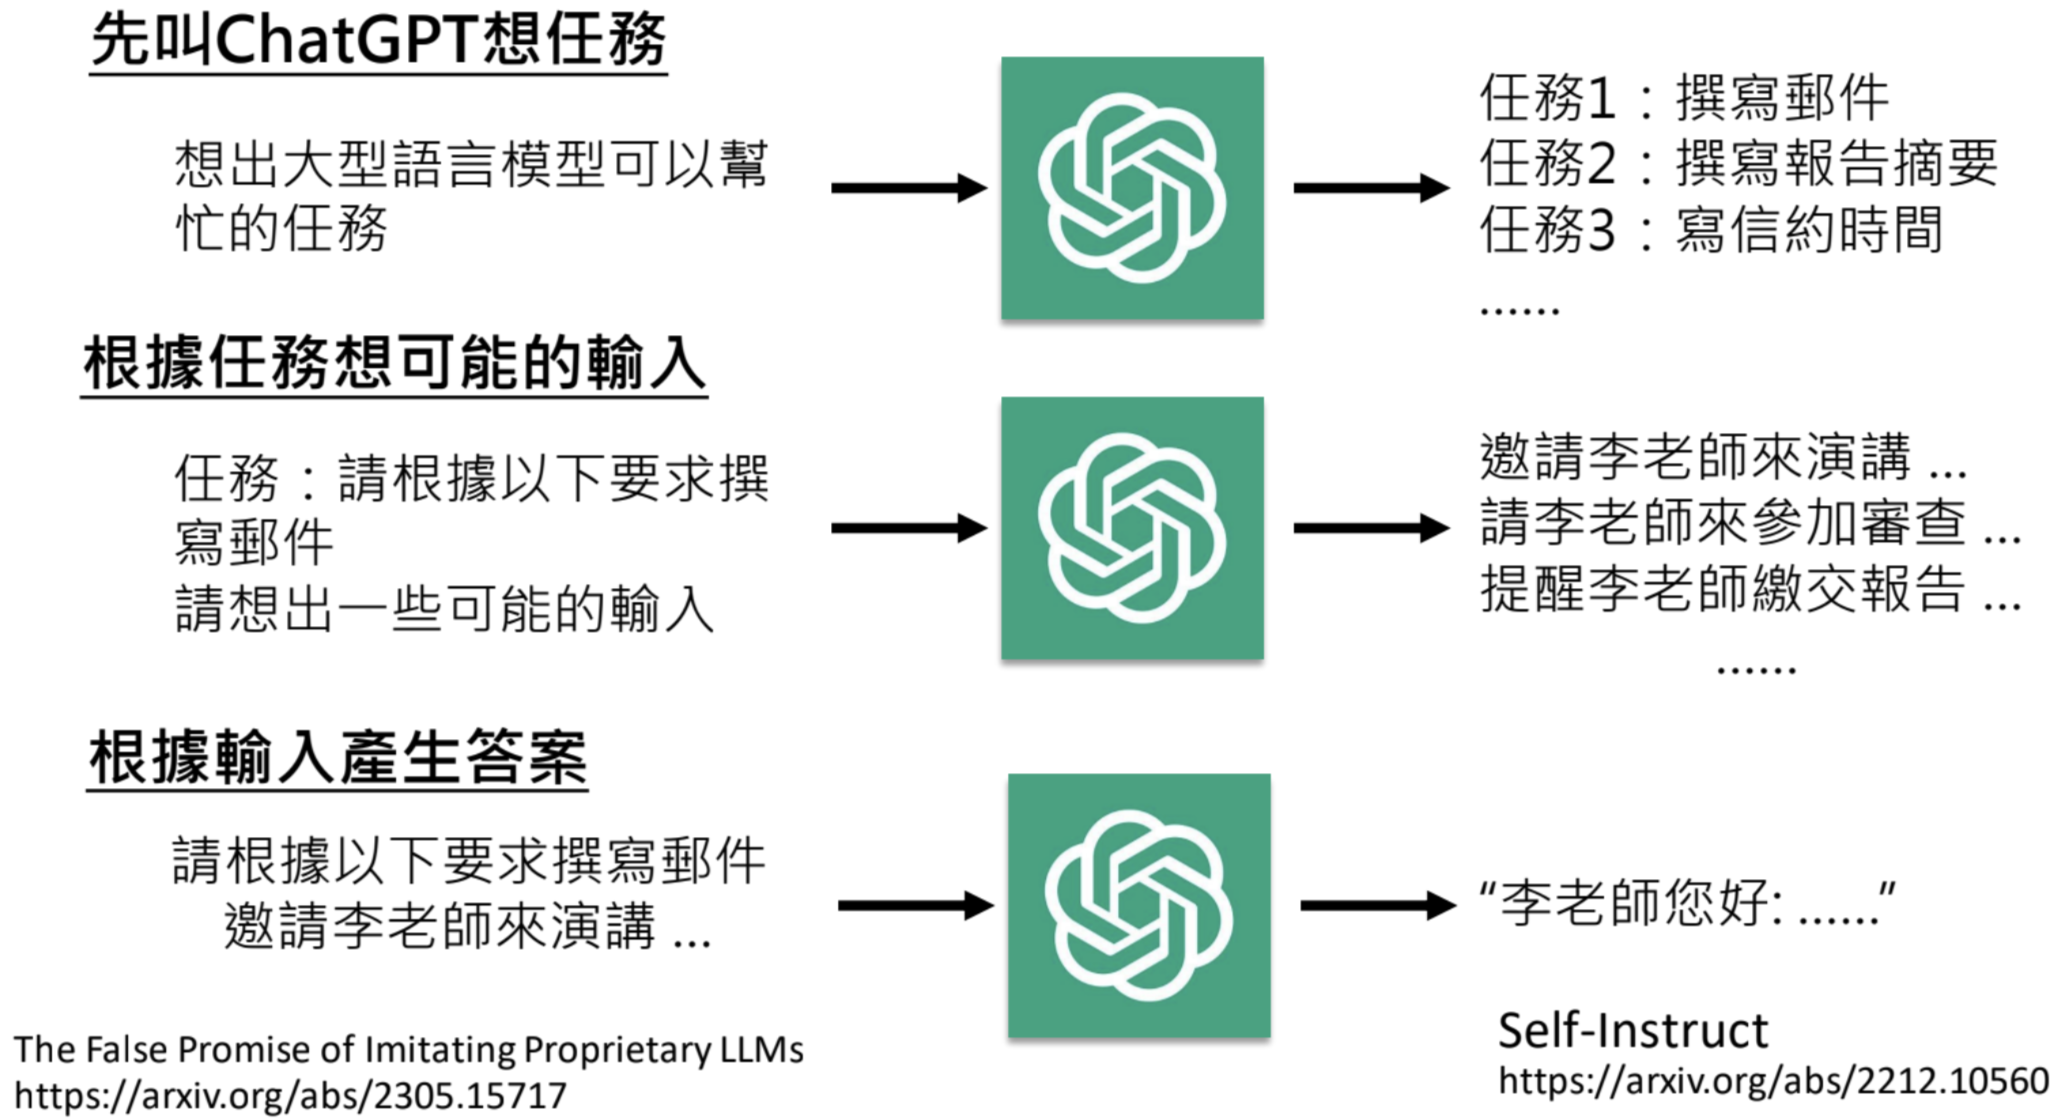 先叫ChatGPT想任務
想出大型語言模型可以幫
忙的任務
任務1：撰寫郵件
任務2：撰寫報告摘要
任務3：寫信約時間
......
根據任務想可能的輸入
任務：請根據以下要求撰
寫郵件
請想出一些可能的輸入
邀請李老師來演講 ...
請李老師來參加審查 ...
提醒李老師繳交報告 ...
......
根據輸入產生答案
請根據以下要求撰寫郵件
邀請李老師來演講 ...
“李老師您好: ......”
The False Promise of Imitating Proprietary LLMs
https://arxiv.org/abs/2305.15717
Self-Instruct
https://arxiv.org/abs/2212.10560